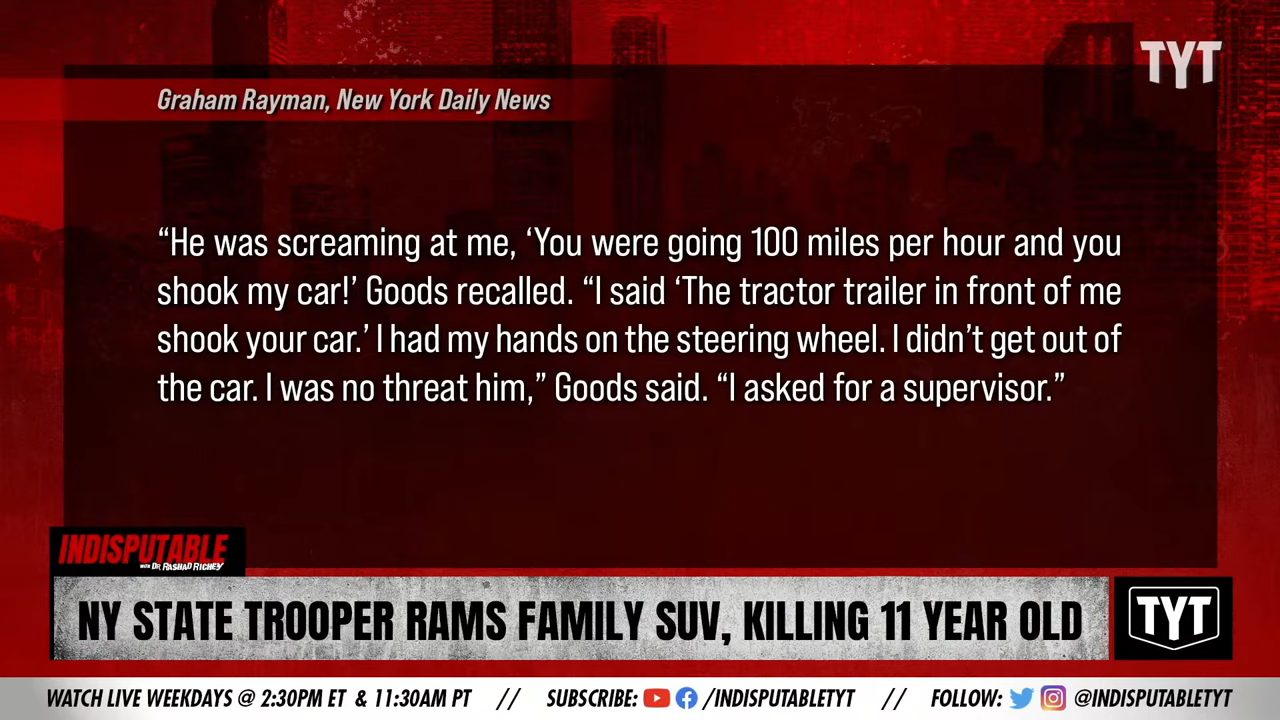 TYT
Graham Rayman, New York Daily News
“He was screaming at me, ‘You were going 100 miles per hour and you
shook my car!’ Goods recalled. “I said ‘The tractor trailer in front of me
shook your car.’ I had my hands on the steering wheel. I didn’t get out of
the car. I was no threat him,” Goods said. “I asked for a supervisor.”
INDISPUTABLE
WITH DR. RASHAD RICHEY
NY STATE TROOPER RAMS FAMILY SUV, KILLING 11 YEAR OLD
TYT
WATCH LIVE WEEKDAYS @ 2:30PM ET & 11:30AM PT // SUBSCRIBE: /INDISPUTABLETYT // FOLLOW: @INDISPUTABLETYT